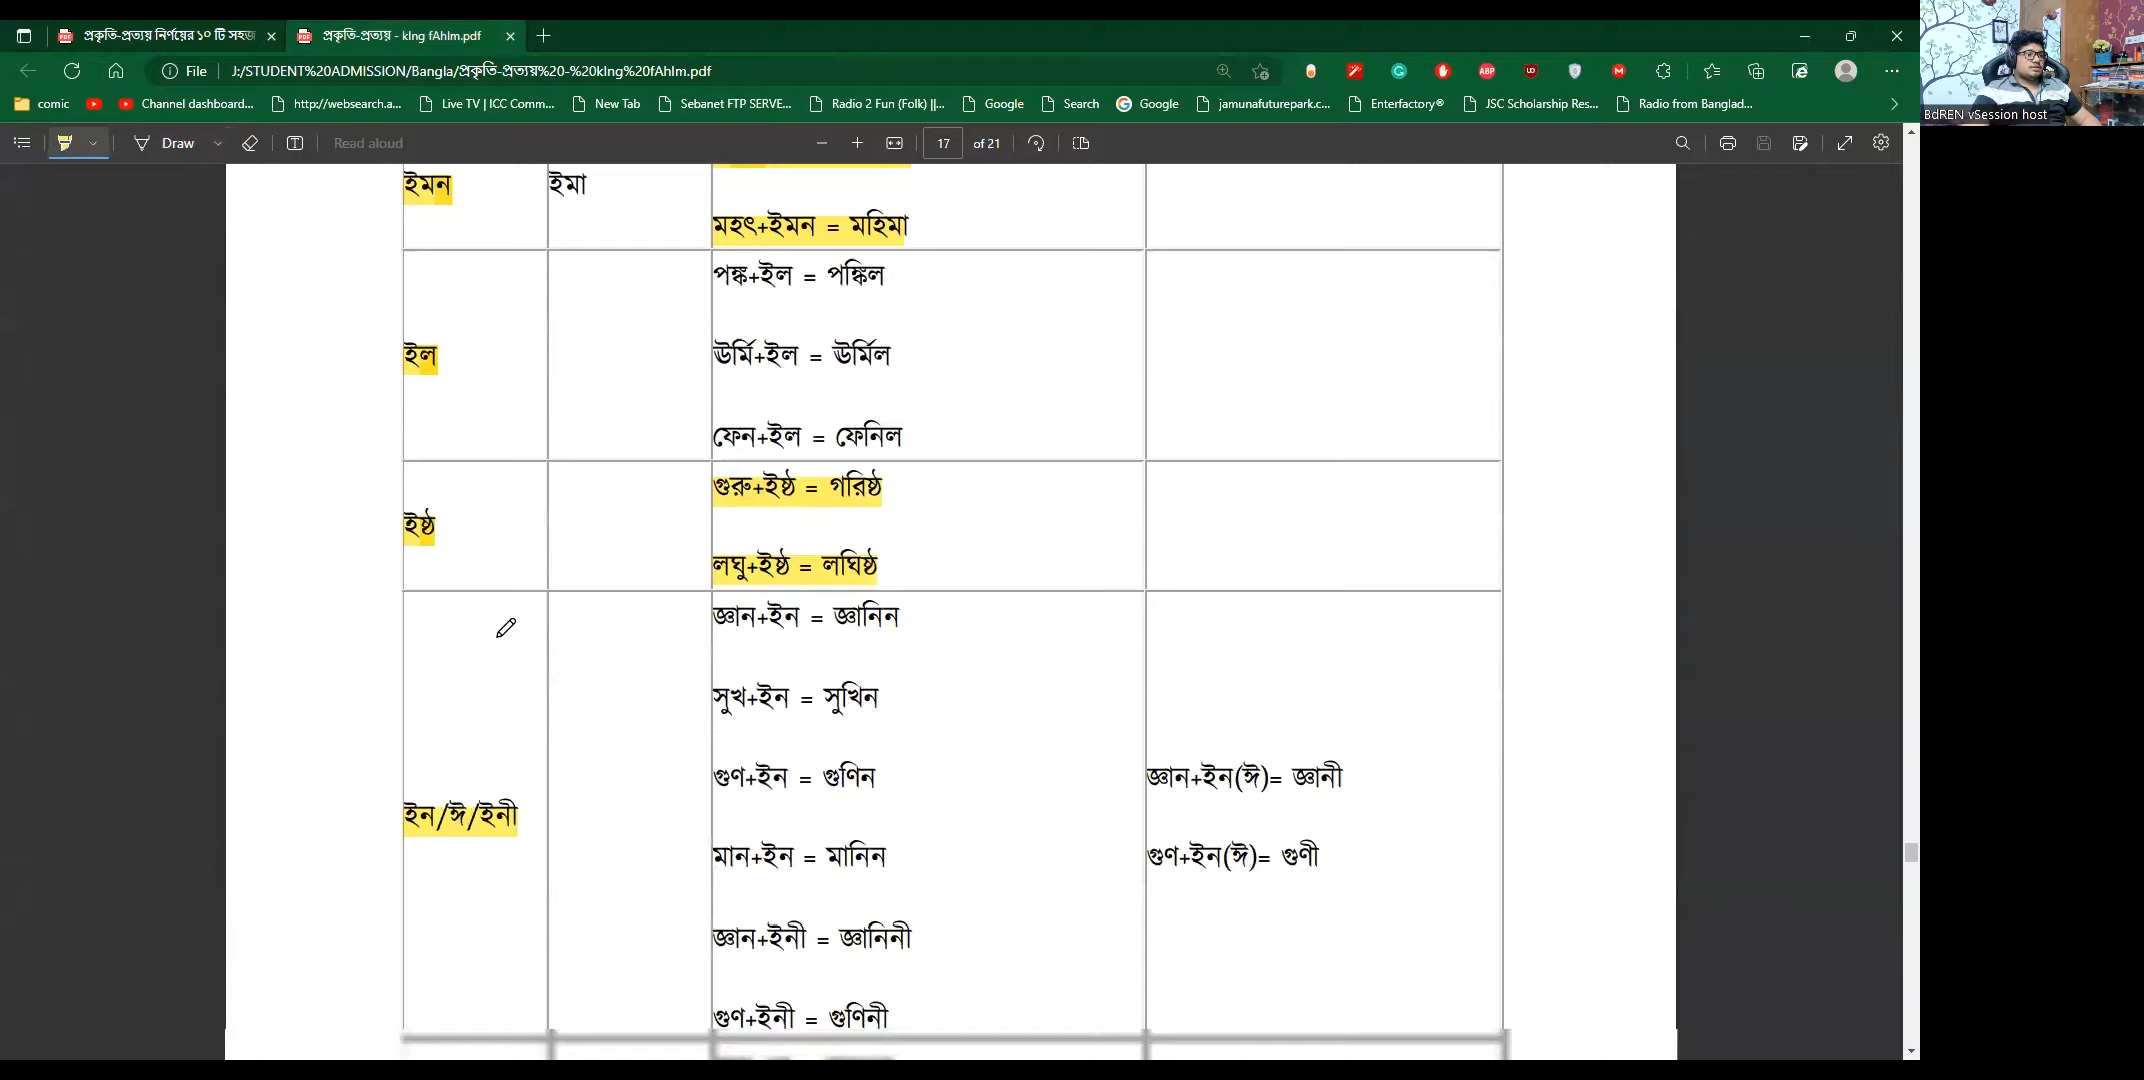 প্রকৃতি-প্রত্যয় নির্ণয়ের ১০ টি সহজ
প্রকৃতি-প্রত্যয় - kIng fAhIm.pdf
File
J:/STUDENT%20ADMISSION/Bangla/প্রকৃতি-প্রত্যয়%20-%20kIng%20fAhIm.pdf
comic
Channel dashboard...
http://websearch.a...
Live TV | ICC Comm...
New Tab
Sebanet FTP SERVE...
Radio 2 Fun (Folk) ||...
Google
Search
Google
jamunafuturepark.c...
Enterfactory®
JSC Scholarship Res...
Radio from Banglad...
BdREN vSession host
Draw
Read aloud
17 of 21
ইমন ইমা
মহৎ+ইমন = মহিমা
পঙ্ক+ইল = পঙ্কিল
ইল ঊর্মি+ইল = ঊর্মিল
ফেন+ইল = ফেনিল
গুরু+ইষ্ঠ = গরিষ্ঠ
ইষ্ঠ
লঘু+ইষ্ঠ = লঘিষ্ঠ
জ্ঞান+ইন = জ্ঞানিন
সুখ+ইন = সুখিন
গুণ+ইন = গুণিন জ্ঞান+ইন(ঈ)= জ্ঞানী
ইন/ঈ/ইনী
মান+ইন = মানিন গুণ+ইন(ঈ)= গুণী
জ্ঞান+ইনী = জ্ঞানিনী
গুণ+ইনী = গুণিনী